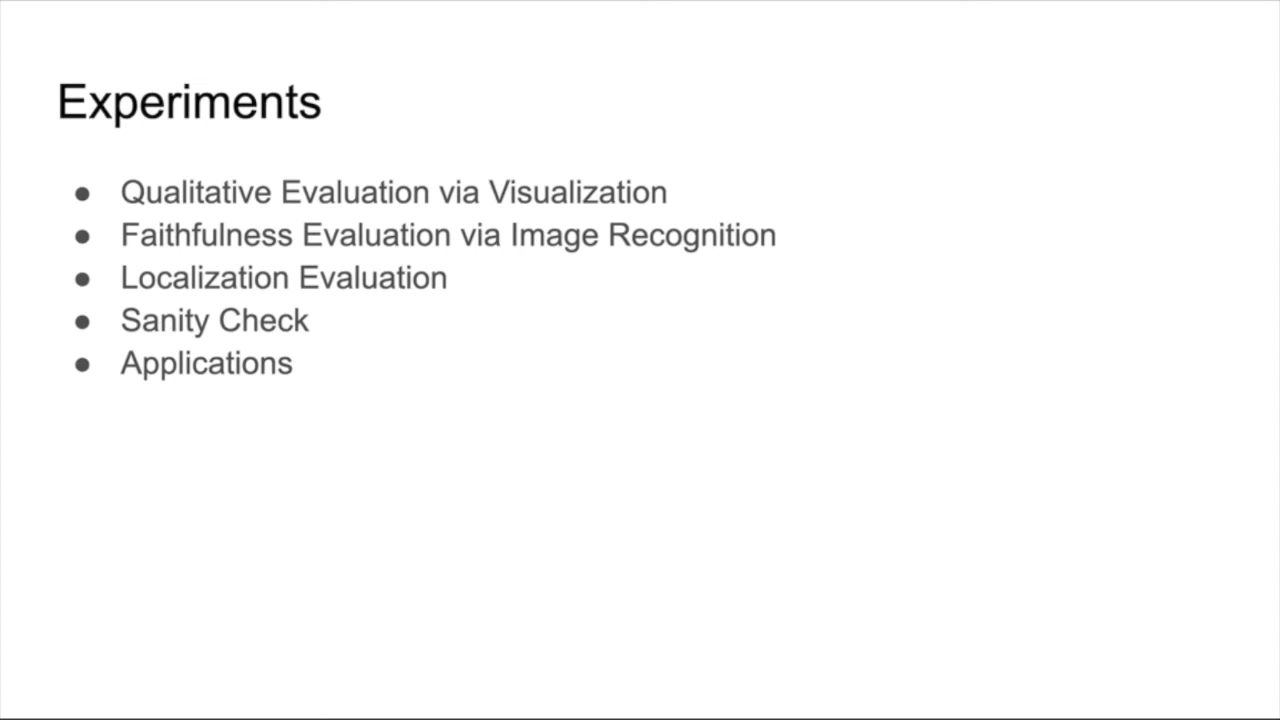 Experiments
● Qualitative Evaluation via Visualization
● Faithfulness Evaluation via Image Recognition
● Localization Evaluation
● Sanity Check
● Applications